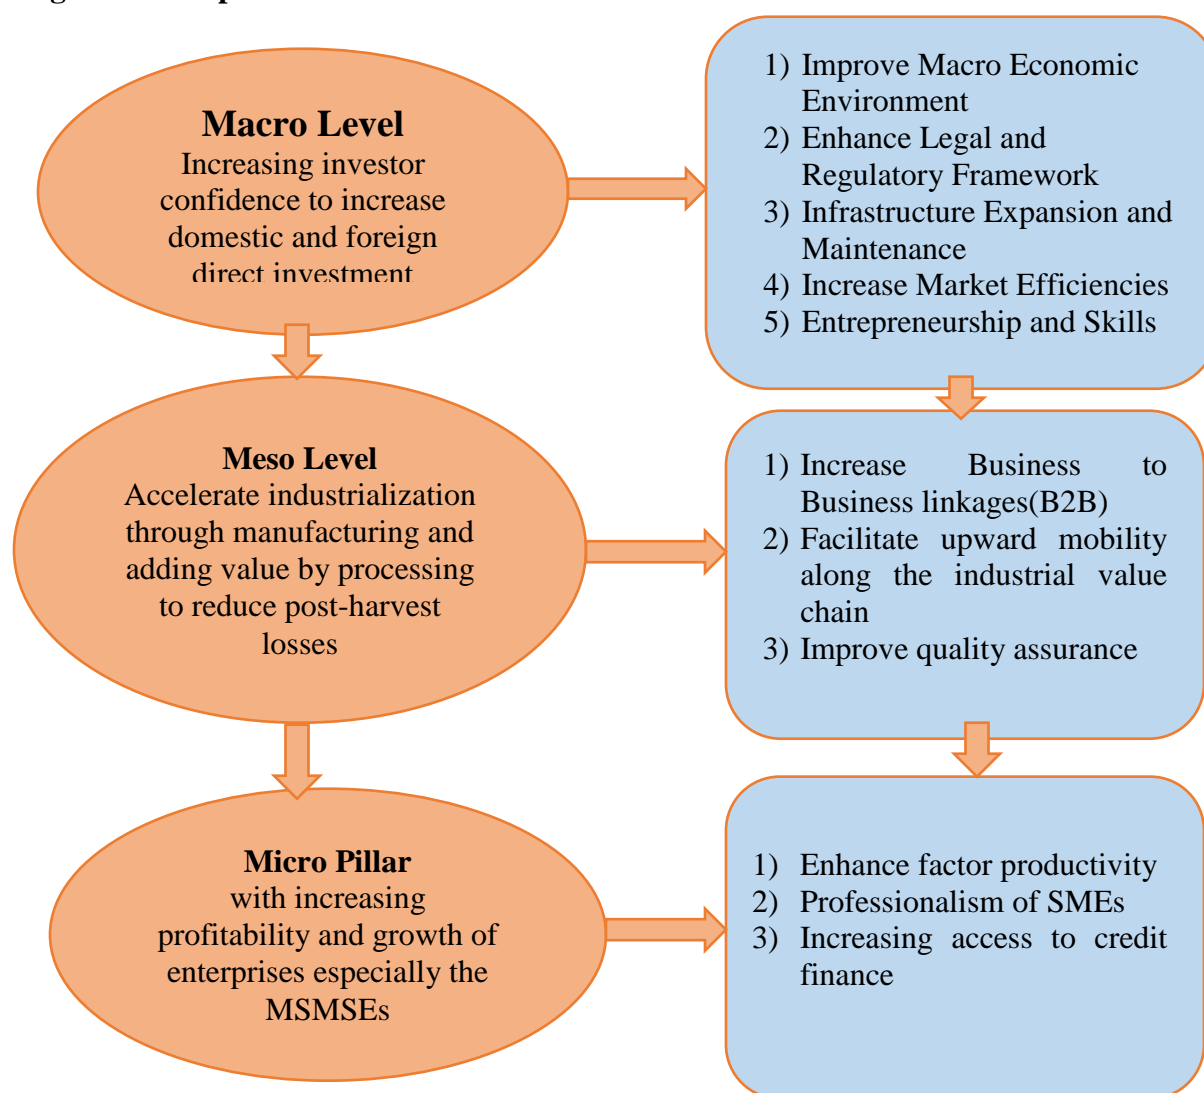 Macro Level
Increasing investor
confidence to increase
domestic and foreign
direct investment
1) Improve Macro Economic
Environment
2) Enhance Legal and
Regulatory Framework
3) Infrastructure Expansion and
Maintenance
4) Increase Market Efficiencies
5) Entrepreneurship and Skills
Meso Level
Accelerate industrialization
through manufacturing and
adding value by processing
to reduce post-harvest
losses
1) Increase Business to
Business linkages(B2B)
2) Facilitate upward mobility
along the industrial value
chain
3) Improve quality assurance
Micro Pillar
with increasing
profitability and growth of
enterprises especially the
MSMSEs
1) Enhance factor productivity
2) Professionalism of SMEs
3) Increasing access to credit
finance